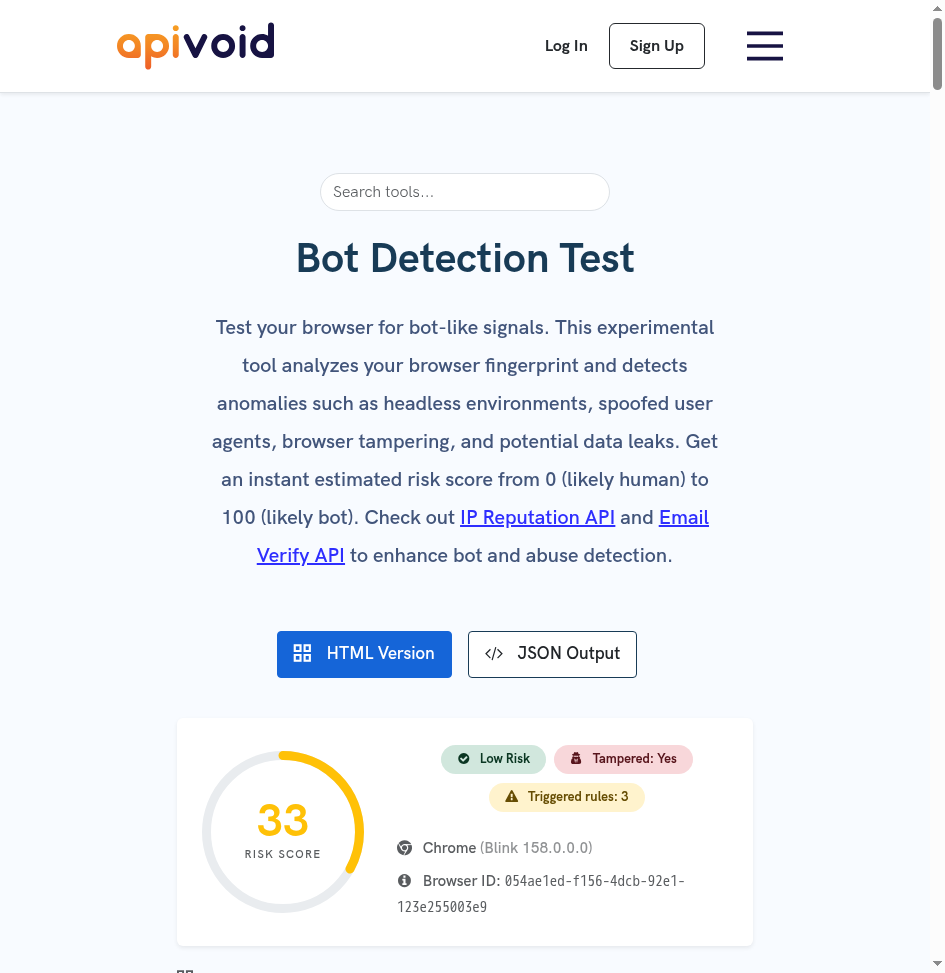 apivoid
Log In
Sign Up
Search tools...
Bot Detection Test
Test your browser for bot-like signals. This experimental
tool analyzes your browser fingerprint and detects
anomalies such as headless environments, spoofed user
agents, browser tampering, and potential data leaks. Get
an instant estimated risk score from 0 (likely human) to
100 (likely bot). Check out IP Reputation API and Email
Verify API to enhance bot and abuse detection.
HTML Version
JSON Output
33
RISK SCORE
Low Risk
Tampered: Yes
Triggered rules: 3
Chrome (Blink 158.0.0.0)
Browser ID: 054ae1ed-f156-4dcb-92e1-
123e255003e9